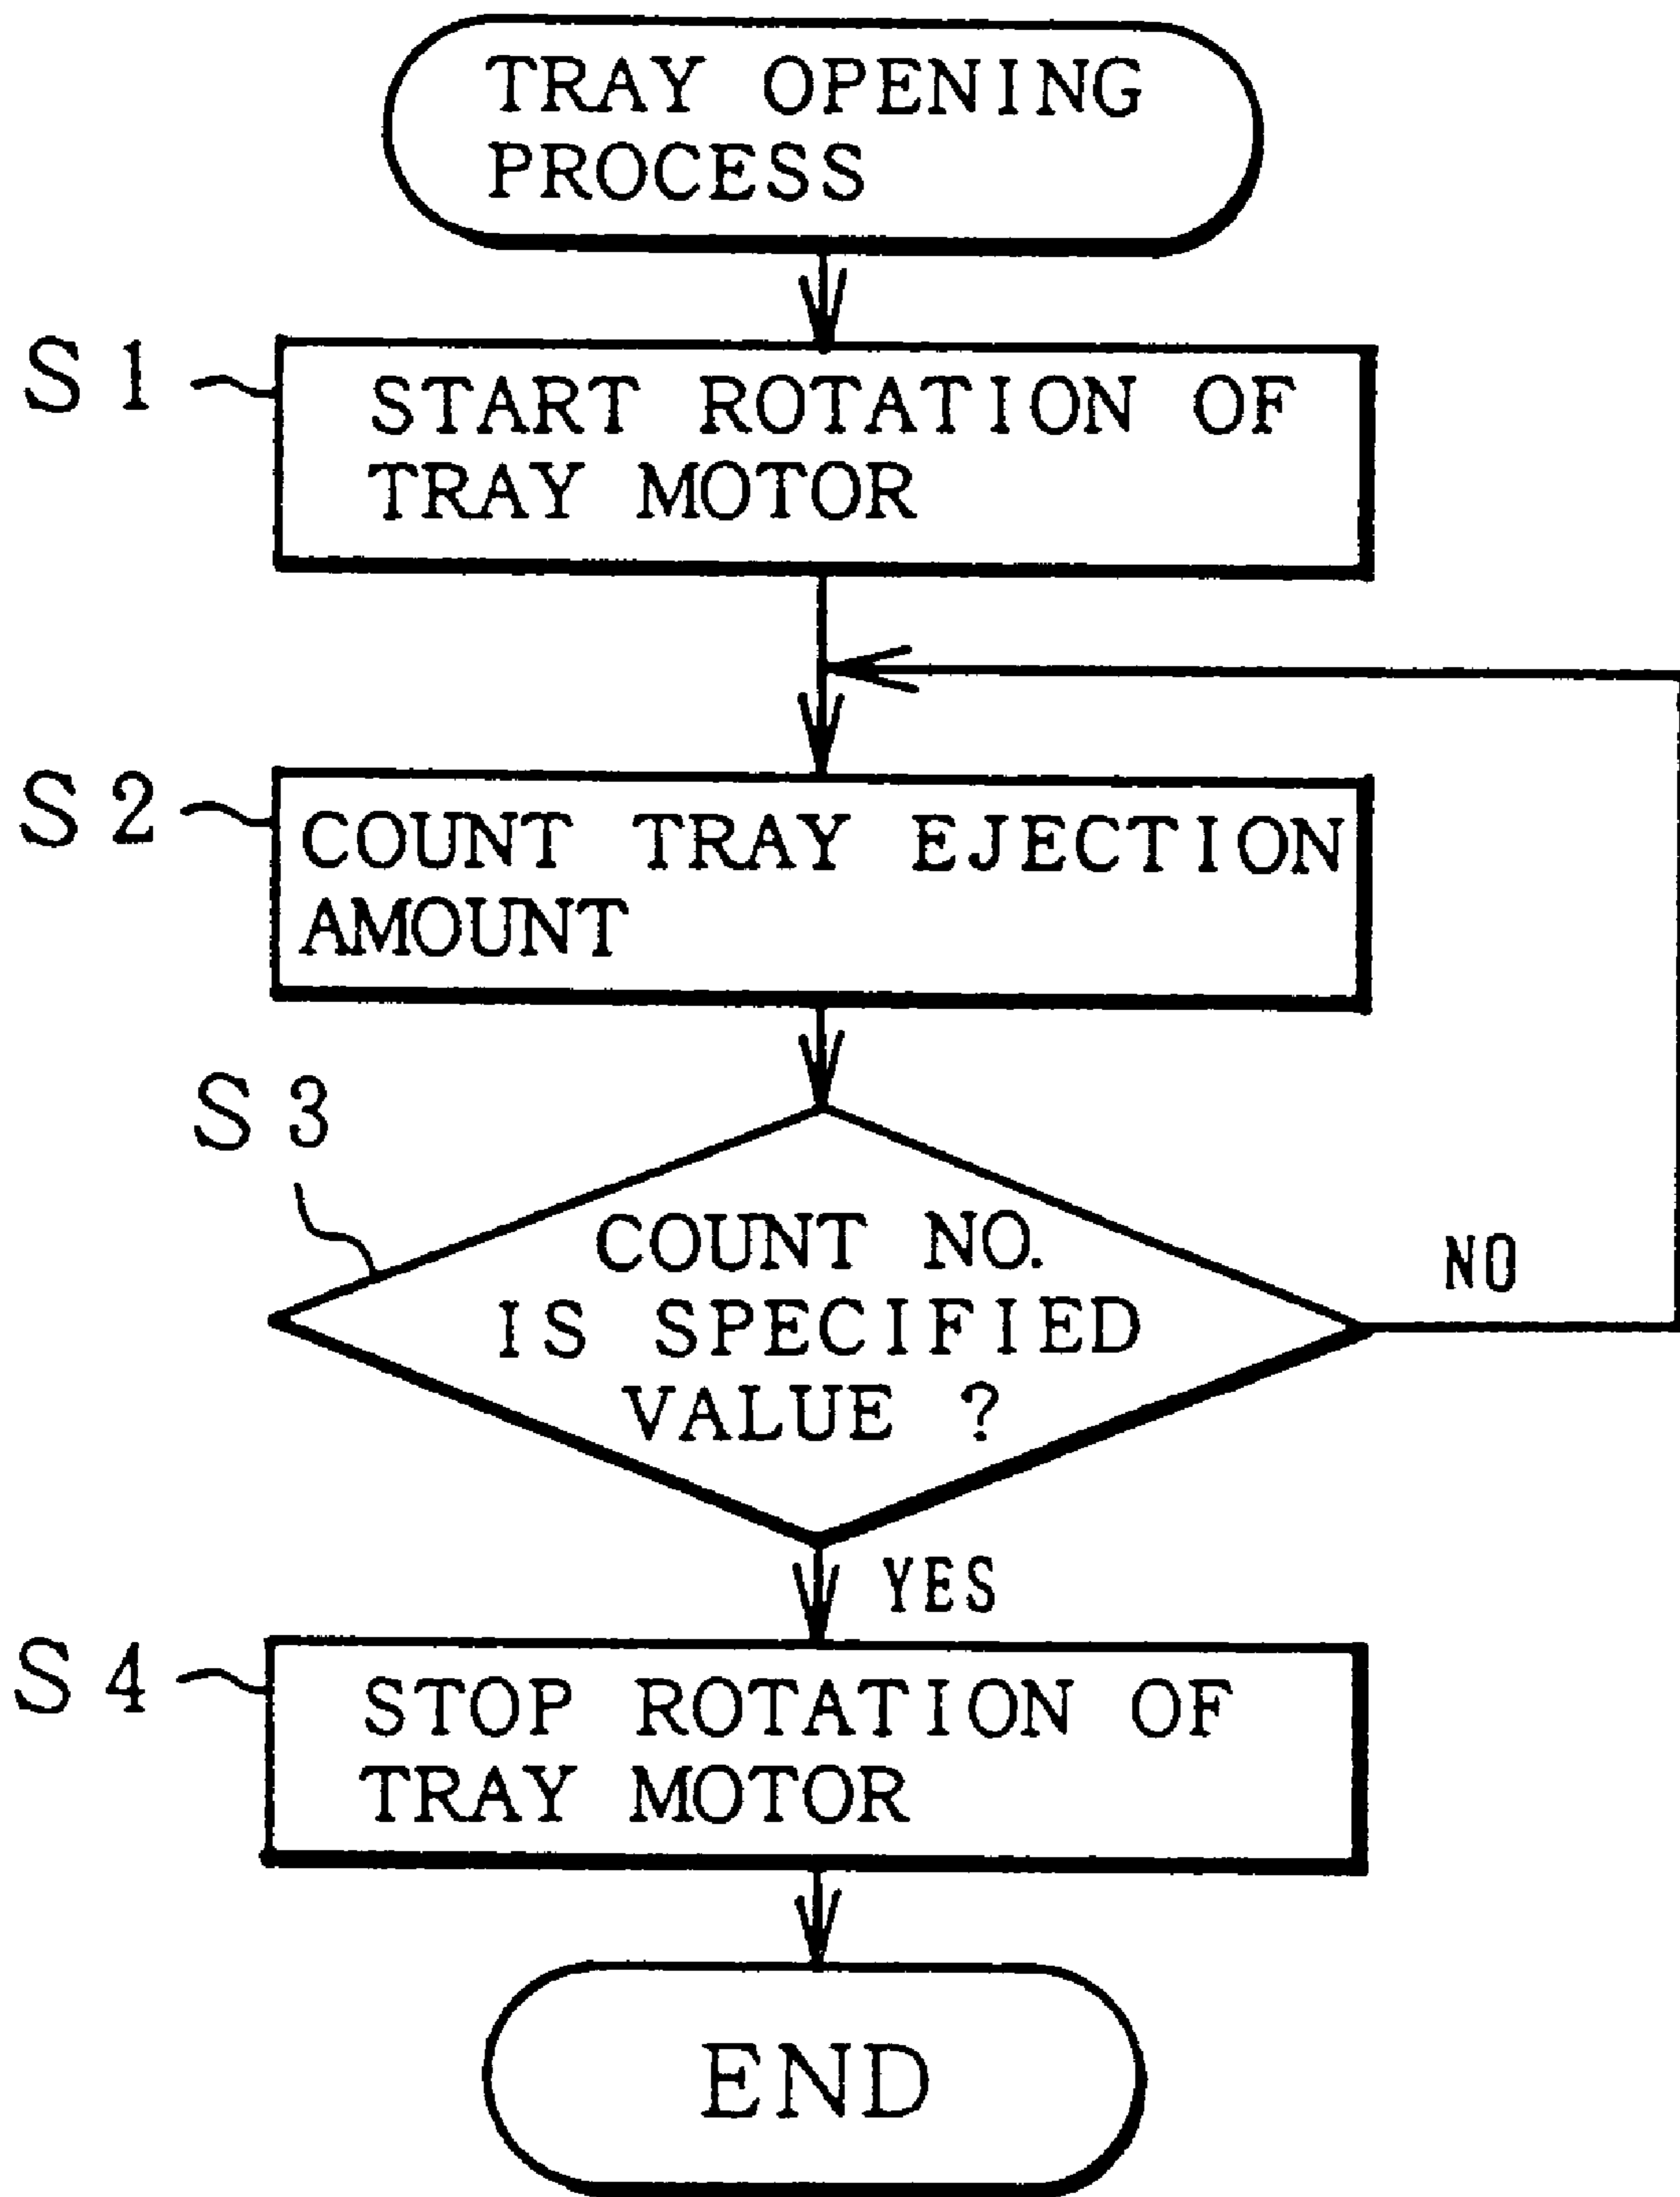 TRAY OPENING
PROCESS
S1
START ROTATION OF
TRAY MOTOR
S2
COUNT TRAY EJECTION
AMOUNT
S3
COUNT NO.
IS SPECIFIED
VALUE ?
NO
YES
S4
STOP ROTATION OF
TRAY MOTOR
END